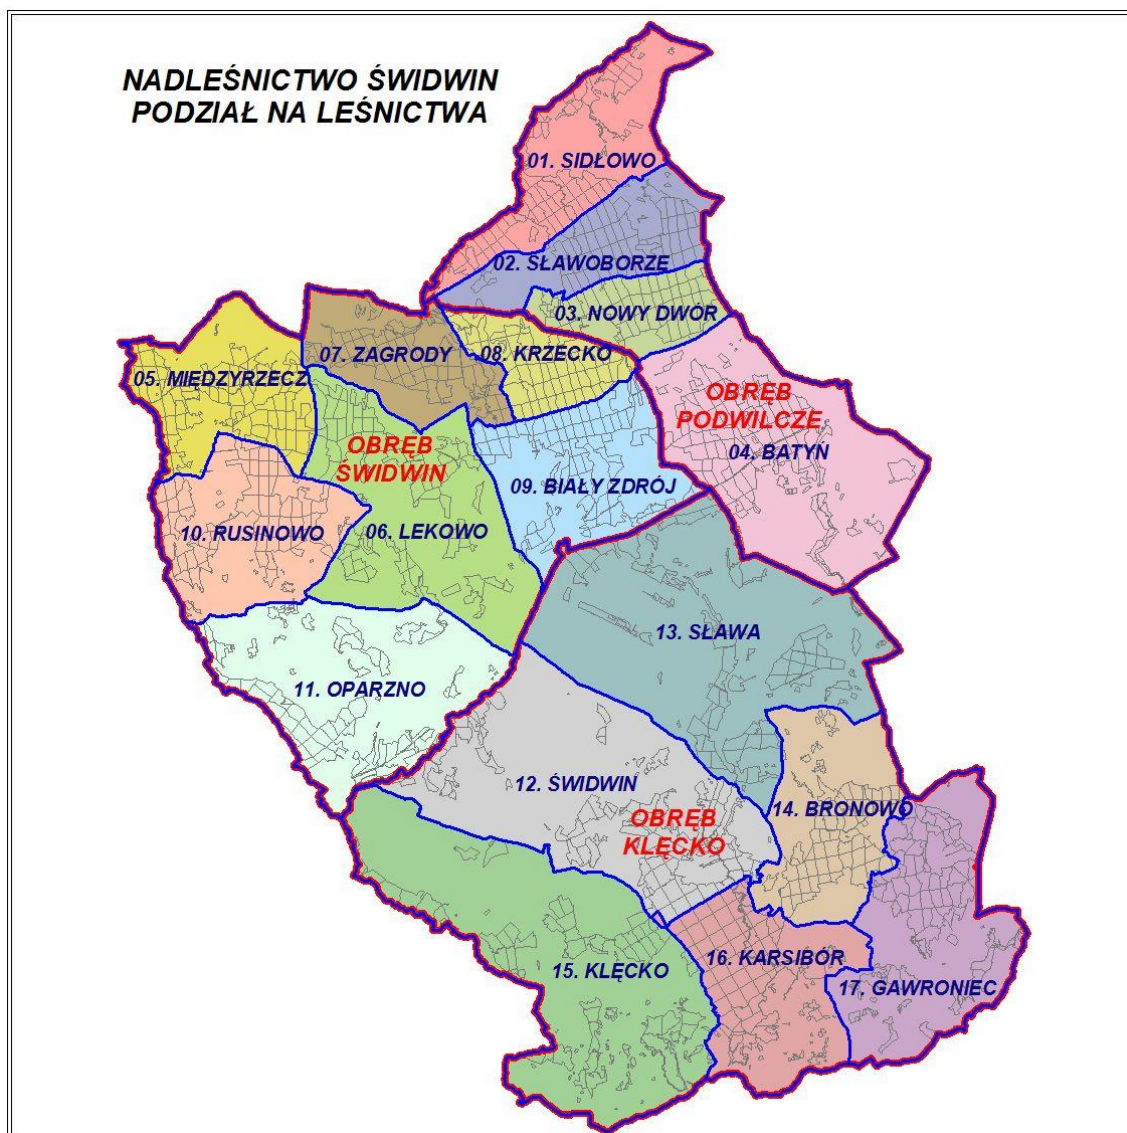 NADLEŚNICTWO ŚWIDWIN
PODZIAŁ NA LEŚNICTWA
01. SIDŁOWO
02. SŁAWOBORZE
03. NOWY DWÓR
07. ZAGRODY
08. KRZECKO
05. MIĘDZYRZECZ
OBRĘB
PODWILCZE
04. BATYŃ
OBRĘB
ŚWIDWIN
09. BIAŁY ZDRÓJ
10. RUSINOWO
06. LEKOWO
13. SŁAWA
11. OPARZNO
12. ŚWIDWIN
OBRĘB
KLĘCKO
14. BRONOWO
15. KLĘCKO
16. KARSIBÓR
17. GAWRONIEC